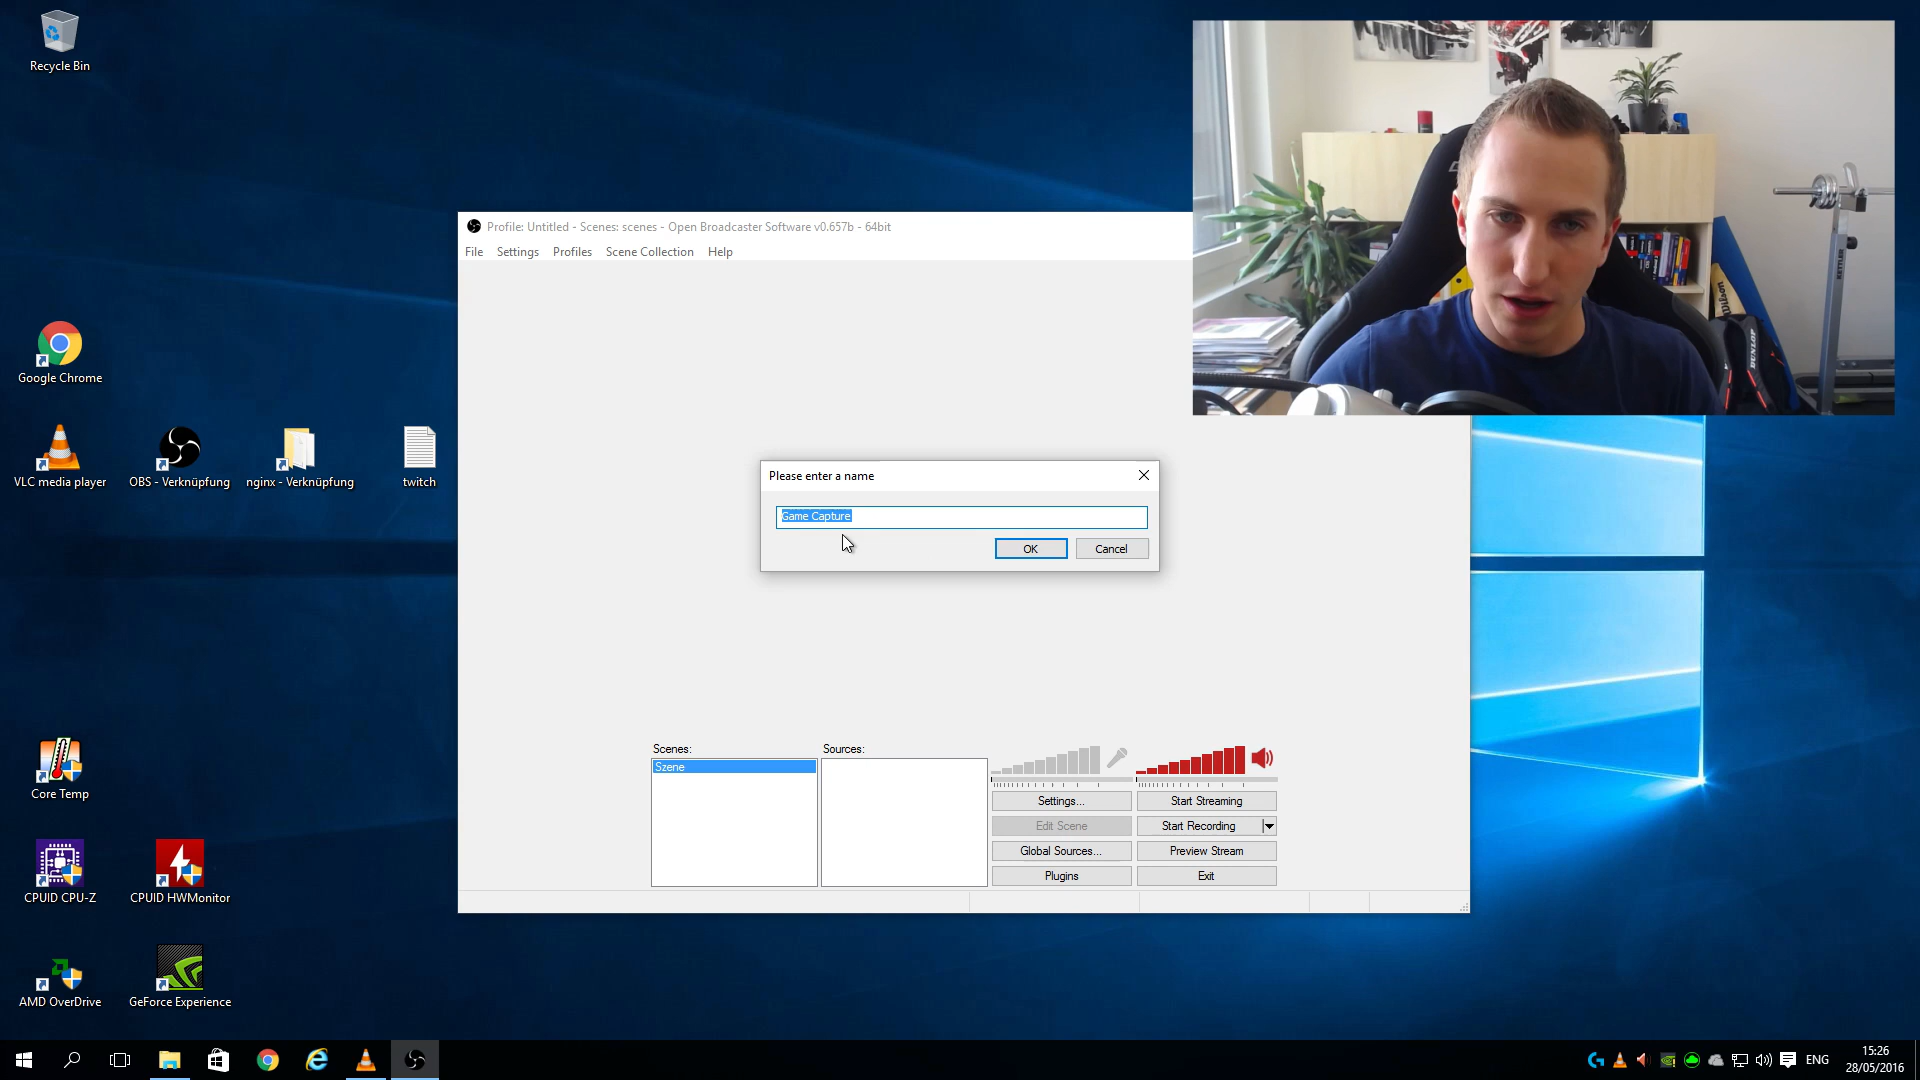 Recycle Bin
Google Chrome
VLC media player
OBS - Verknüpfung
nginx - Verknüpfung
twitch
Core Temp
CPUID CPU-Z
CPUID HWMonitor
AMD OverDrive
GeForce Experience
Profile: Untitled - Scenes: scenes - Open Broadcaster Software v0.657b - 64bit
File Settings Profiles Scene Collection Help
Please enter a name
Game Capture
OK Cancel
Scenes:
Szene
Sources:
Settings...
Start Streaming
Edit Scene
Start Recording
Global Sources...
Preview Stream
Plugins
Exit
Wilson
DUNLOP
KETTLER
ENG
15:26
28/05/2016